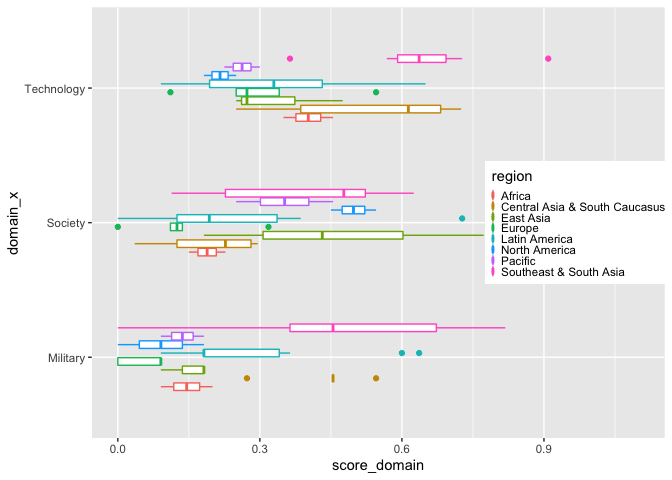 Technology
Society
Military
domain_x
0.0
0.3
0.6
0.9
score_domain
region
Africa
Central Asia & South Caucasus
East Asia
Europe
Latin America
North America
Pacific
Southeast & South Asia